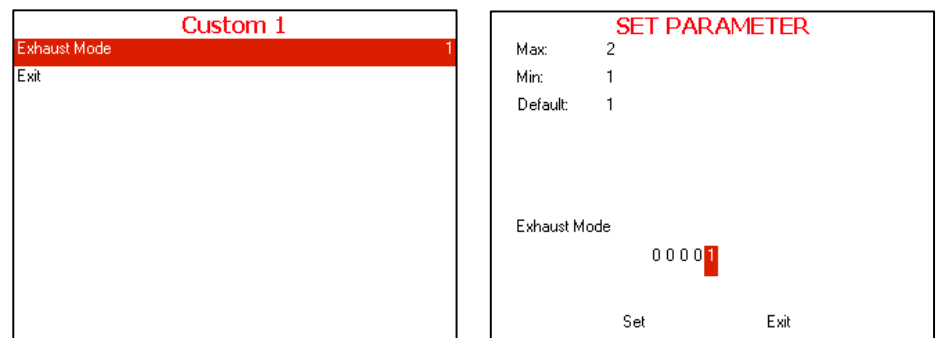 Custom 1
Exhaust Mode 1
Exit
SET PARAMETER
Max: 2
Min: 1
Default: 1
Exhaust Mode
0 0 0 0 1
Set Exit